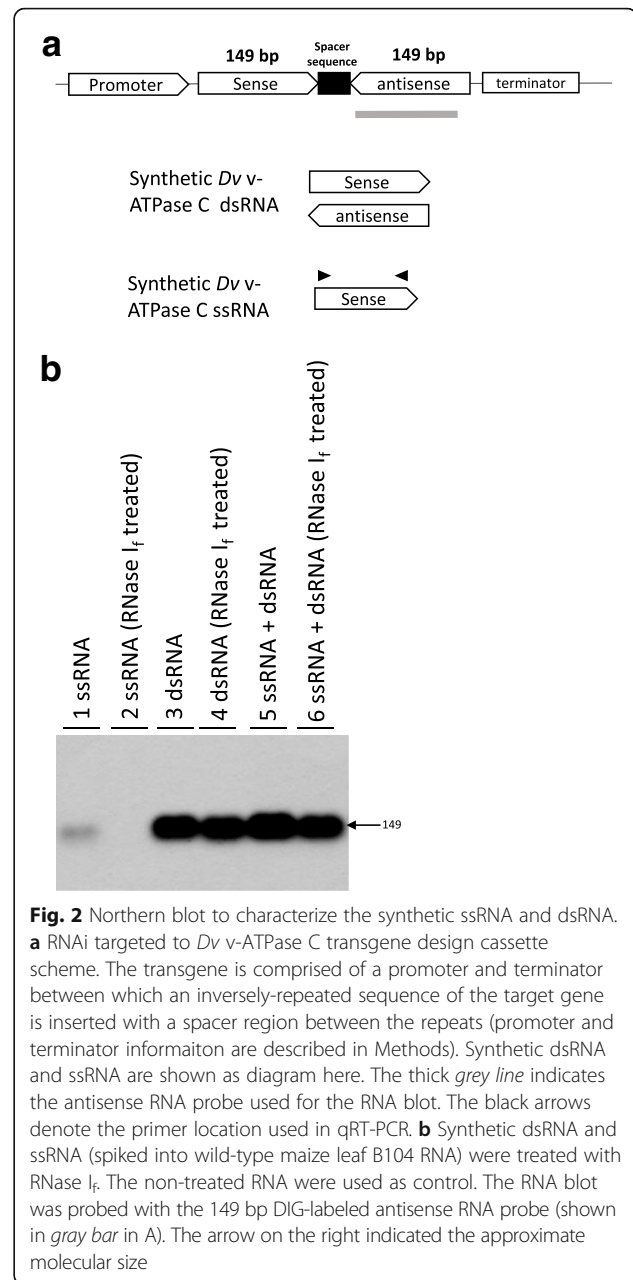 a
149 bp
Spacer
sequence
149 bp
Promoter
Sense
antisense
terminator
Synthetic Dv v-
ATPase C dsRNA
Sense
antisense
Synthetic Dv v-
ATPase C ssRNA
Sense
b
1 ssRNA
2 ssRNA (RNase If treated)
3 dsRNA
4 dsRNA (RNase If treated)
5 ssRNA + dsRNA
6 ssRNA + dsRNA (RNase If treated)
149
Fig. 2 Northern blot to characterize the synthetic ssRNA and dsRNA.
a RNAi targeted to Dv v-ATPase C transgene design cassette
scheme. The transgene is comprised of a promoter and terminator
between which an inversely-repeated sequence of the target gene
is inserted with a spacer region between the repeats (promoter and
terminator informaiton are described in Methods). Synthetic dsRNA
and ssRNA are shown as diagram here. The thick grey line indicates
the antisense RNA probe used for the RNA blot. The black arrows
denote the primer location used in qRT-PCR. b Synthetic dsRNA and
ssRNA (spiked into wild-type maize leaf B104 RNA) were treated with
RNase If. The non-treated RNA were used as control. The RNA blot
was probed with the 149 bp DIG-labeled antisense RNA probe (shown
in gray bar in A). The arrow on the right indicated the approximate
molecular size